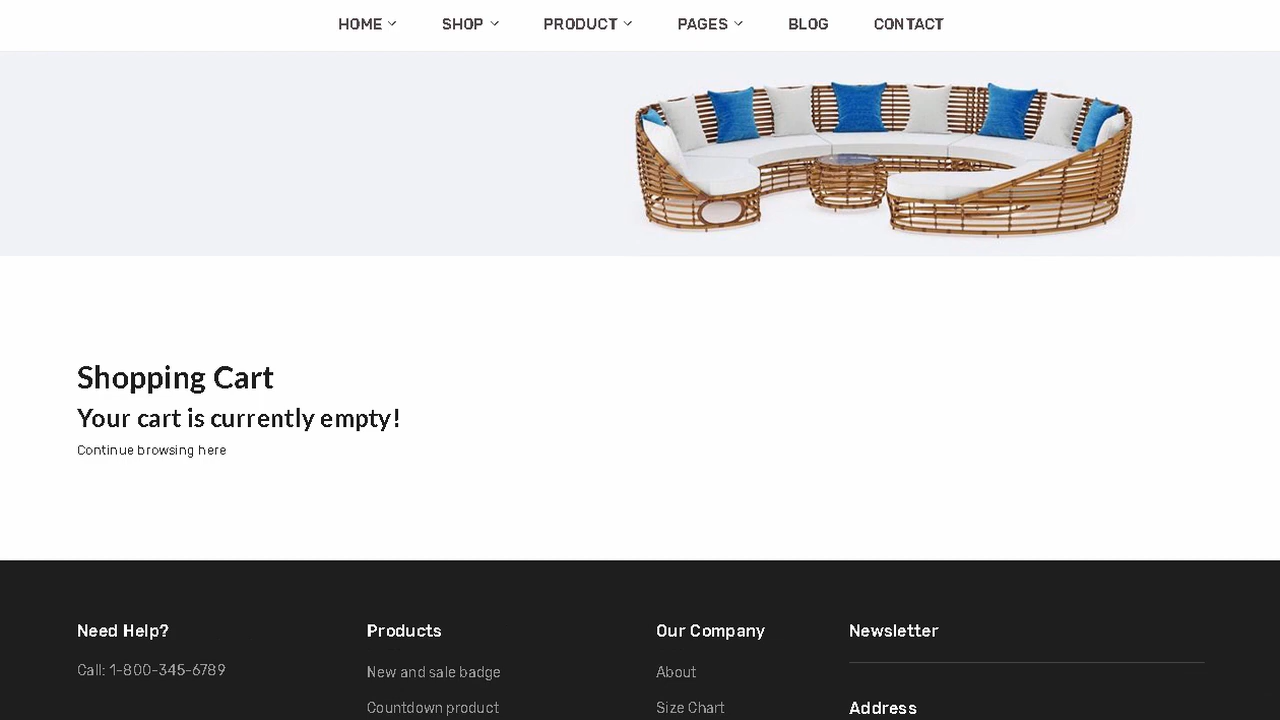 HOME SHOP PRODUCT PAGES BLOG CONTACT
Shopping Cart
Your cart is currently empty!
Continue browsing here
Need Help?
Call: 1-800-345-6789
Products
New and sale badge
Countdown product
Our Company
About
Size Chart
Newsletter
Address